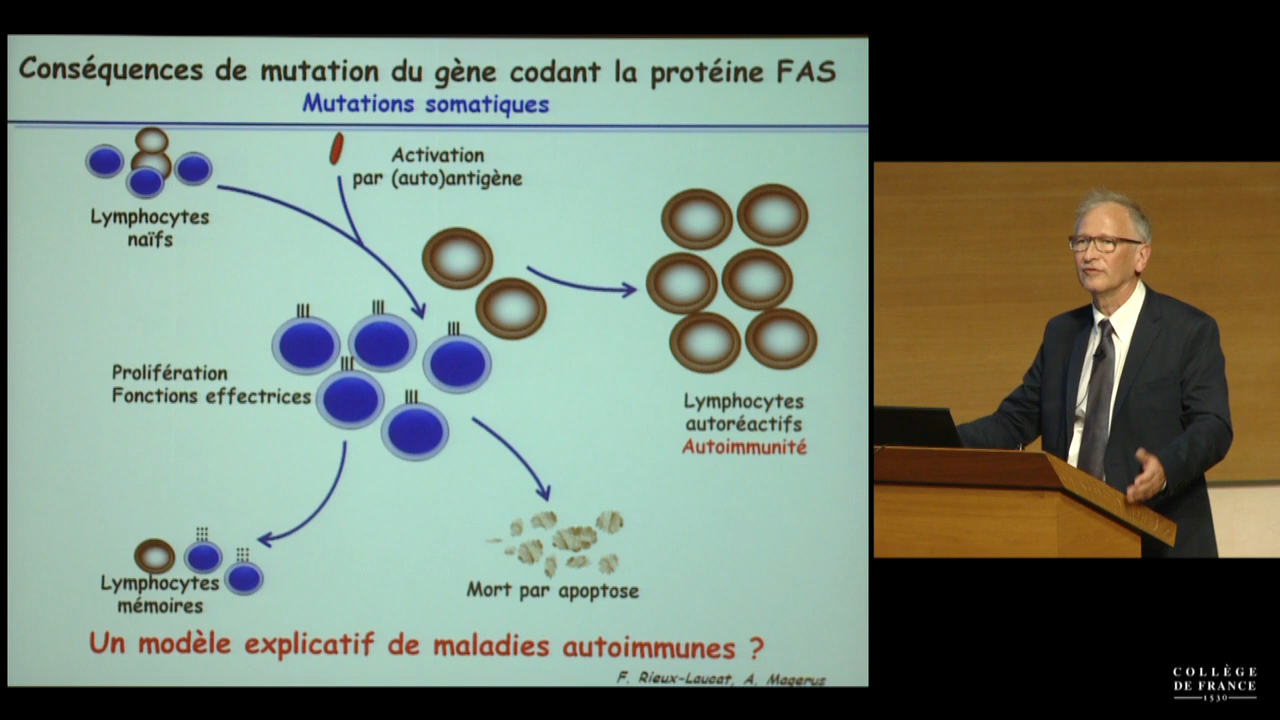 Conséquences de mutation du gène codant la protéine FAS
Mutations somatiques
Activation
par (auto)antigène
Lymphocytes
naïfs
Prolifération
Fonctions effectrices
Lymphocytes
autoréactifs
Autoimmunité
Lymphocytes
mémoires
Mort par apoptose
Un modèle explicatif de maladies autoimmunes ?
F. Rieux-Laucat, A. Magerus
COLLÈGE
DE FRANCE
1530